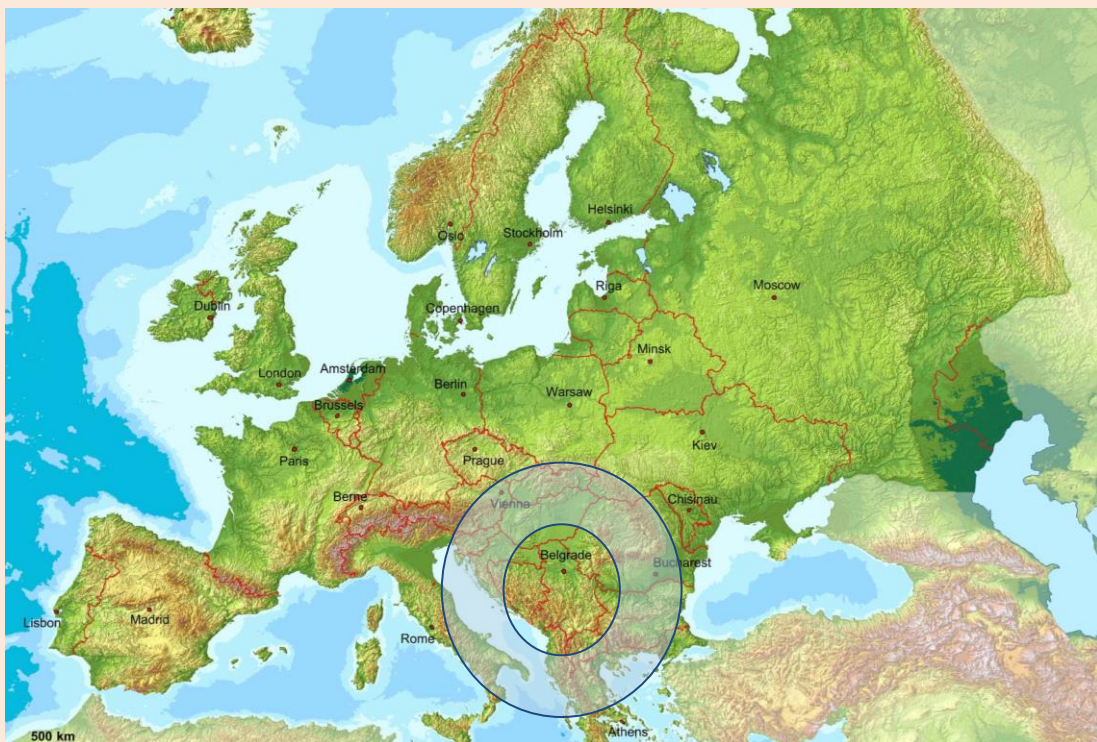 Helsinki
Oslo
Stockholm
Riga
Moscow
Dublin
Copenhagen
Minsk
London
Amsterdam
Berlin
Warsaw
Brussels
Kiev
Paris
Prague
Berne
Vienna
Chisinau
Belgrade
Bucharest
Lisbon
Madrid
Rome
Athens
500 km